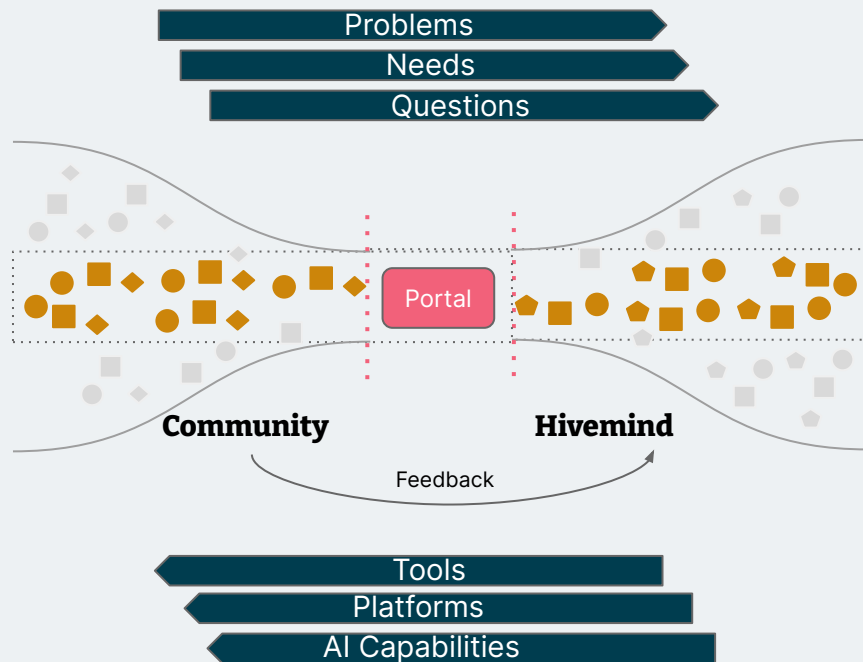 Problems
Needs
Questions
Portal
Community
Hivemind
Feedback
Tools
Platforms
AI Capabilities